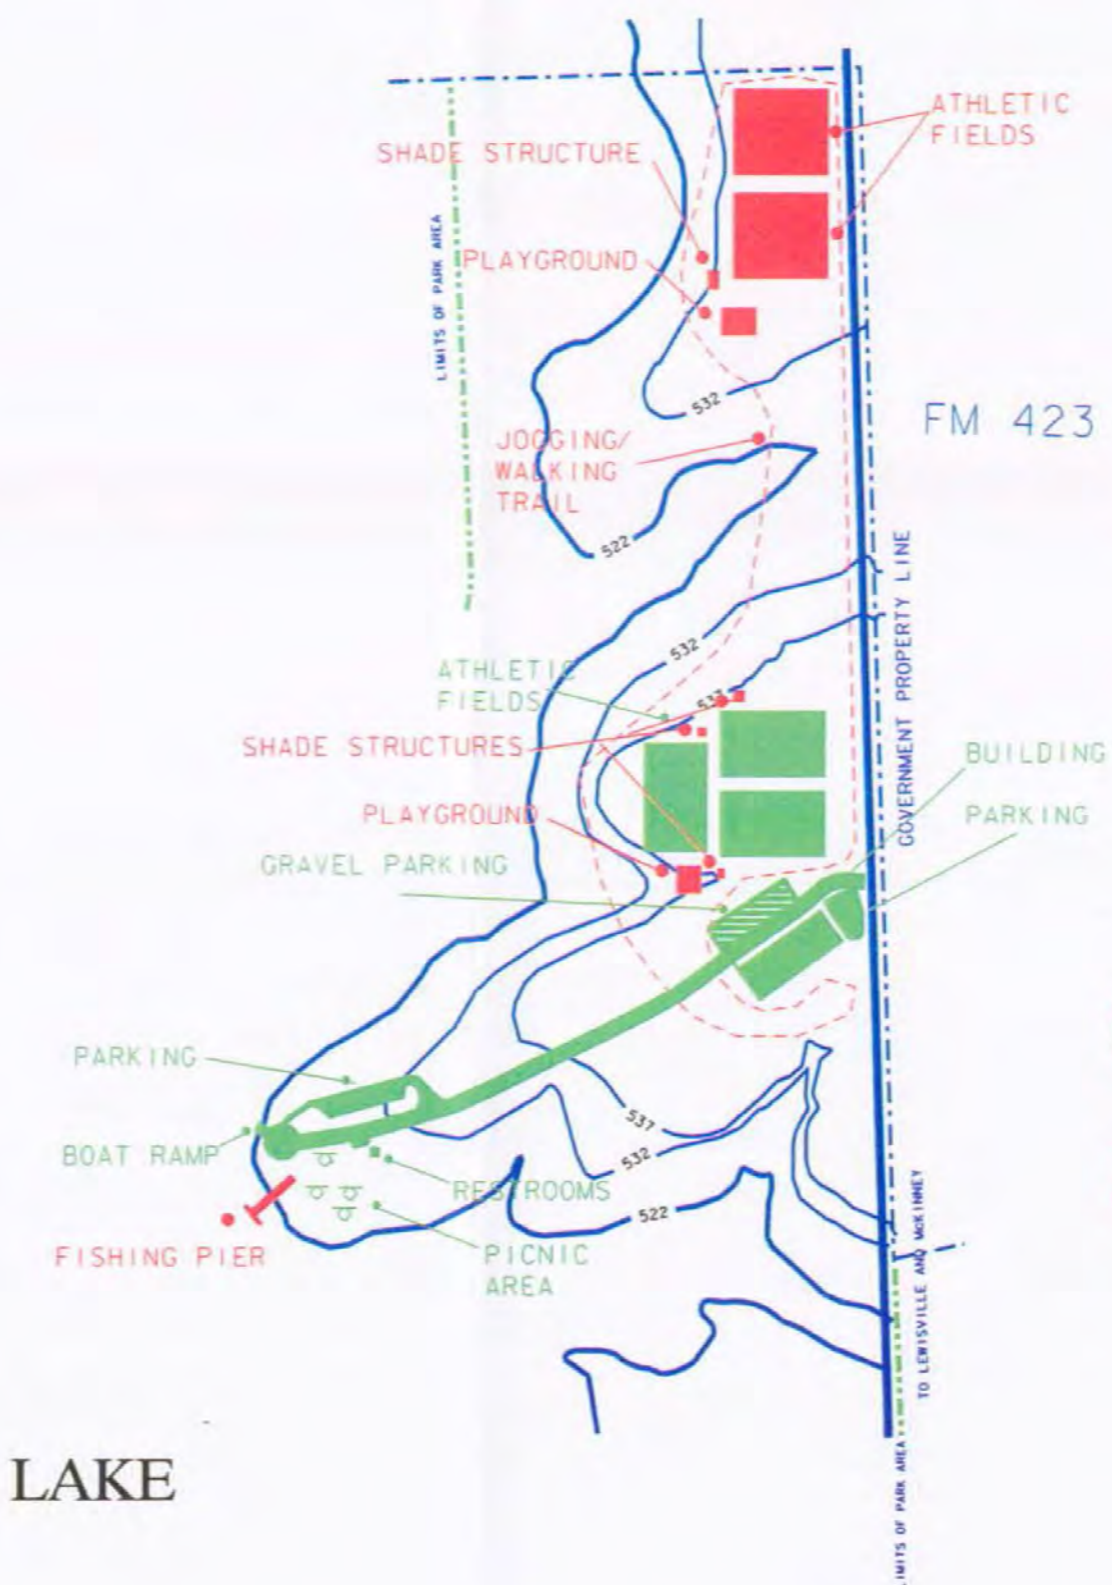 ATHLETIC
FIELDS
SHADE STRUCTURE
LIMITS OF PARK AREA
PLAYGROUND
532
FM 423
JOGGING/
WALKING
TRAIL
522
GOVERNMENT PROPERTY LINE
532
ATHLETIC
FIELDS
537
SHADE STRUCTURES
BUILDING
PLAYGROUND
PARKING
GRAVEL PARKING
PARKING
537
BOAT RAMP
532
RESTROOMS
522
FISHING PIER
PICNIC
AREA
TO LEWISVILLE AND McKINNEY
LIMITS OF PARK AREA
LAKE